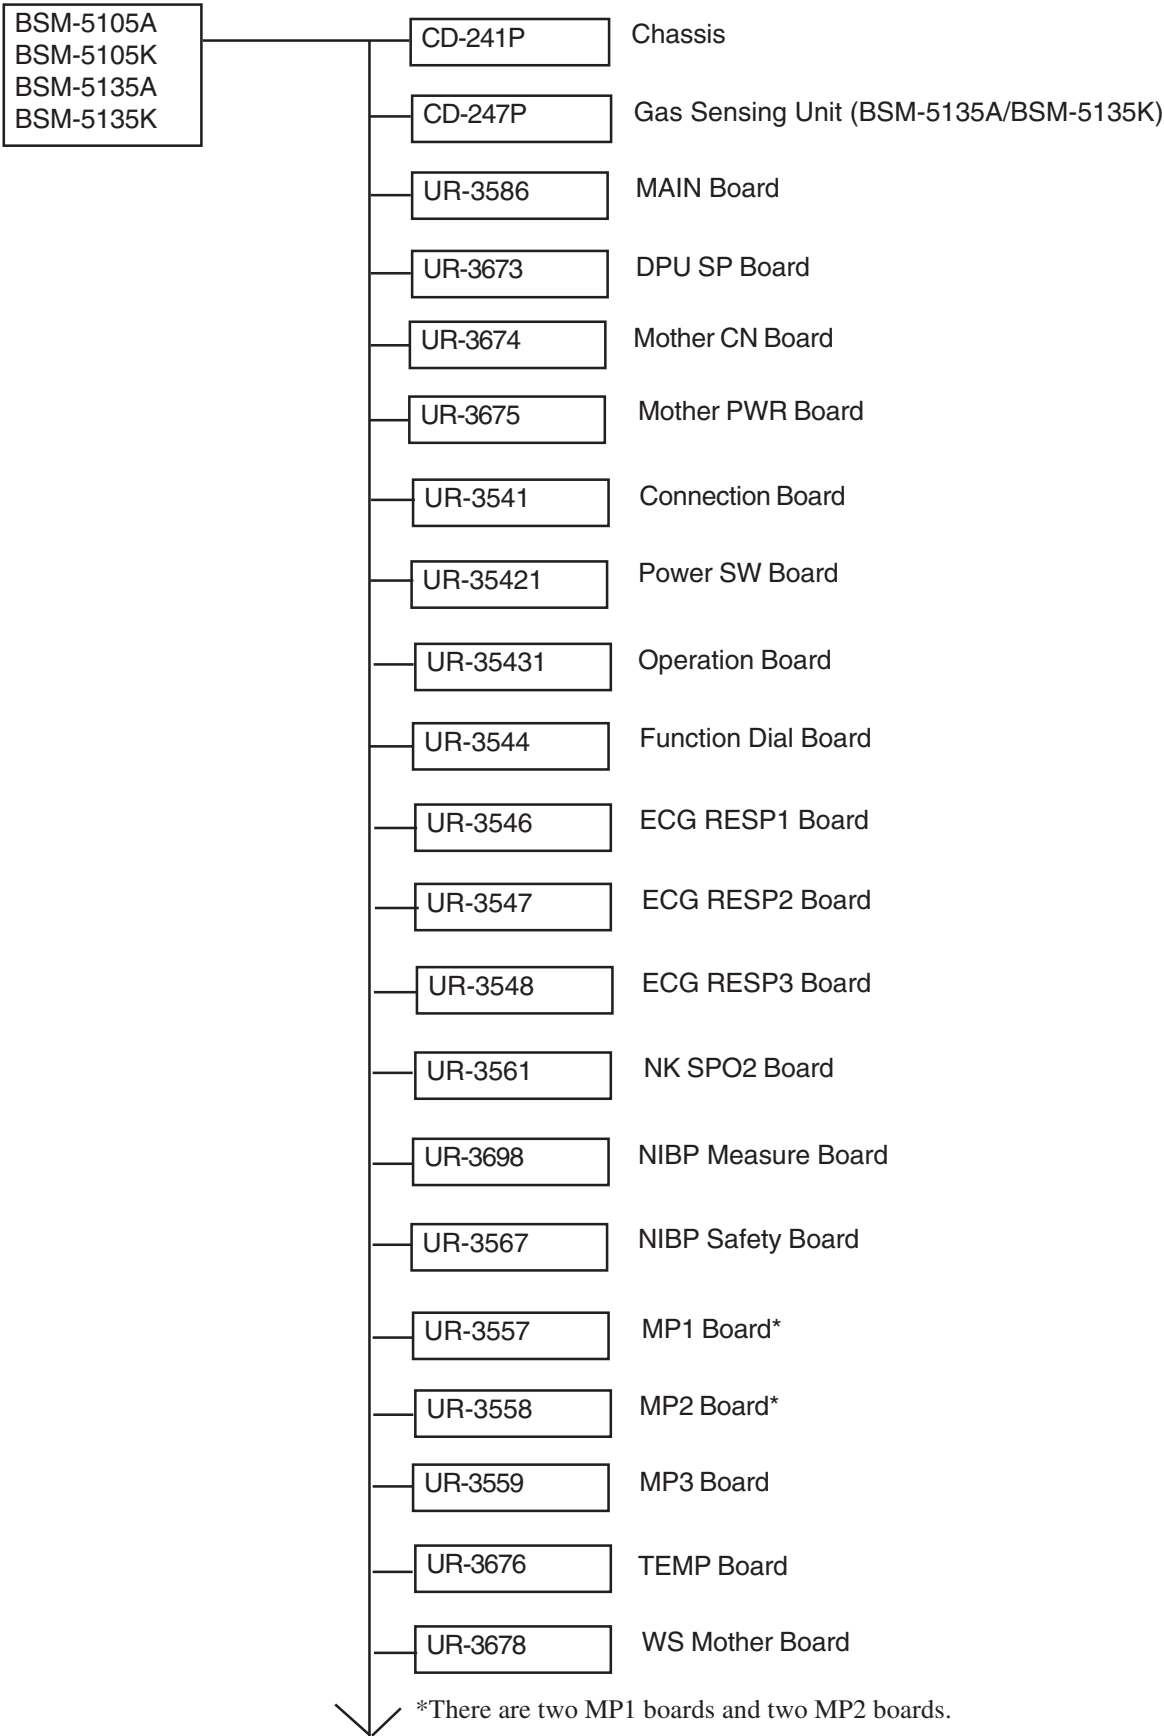 BSM-5105A
BSM-5105K
BSM-5135A
BSM-5135K
CD-241P Chassis
CD-247P Gas Sensing Unit (BSM-5135A/BSM-5135K)
UR-3586 MAIN Board
UR-3673 DPU SP Board
UR-3674 Mother CN Board
UR-3675 Mother PWR Board
UR-3541 Connection Board
UR-35421 Power SW Board
UR-35431 Operation Board
UR-3544 Function Dial Board
UR-3546 ECG RESP1 Board
UR-3547 ECG RESP2 Board
UR-3548 ECG RESP3 Board
UR-3561 NK SPO2 Board
UR-3698 NIBP Measure Board
UR-3567 NIBP Safety Board
UR-3557 MP1 Board*
UR-3558 MP2 Board*
UR-3559 MP3 Board
UR-3676 TEMP Board
UR-3678 WS Mother Board
*There are two MP1 boards and two MP2 boards.